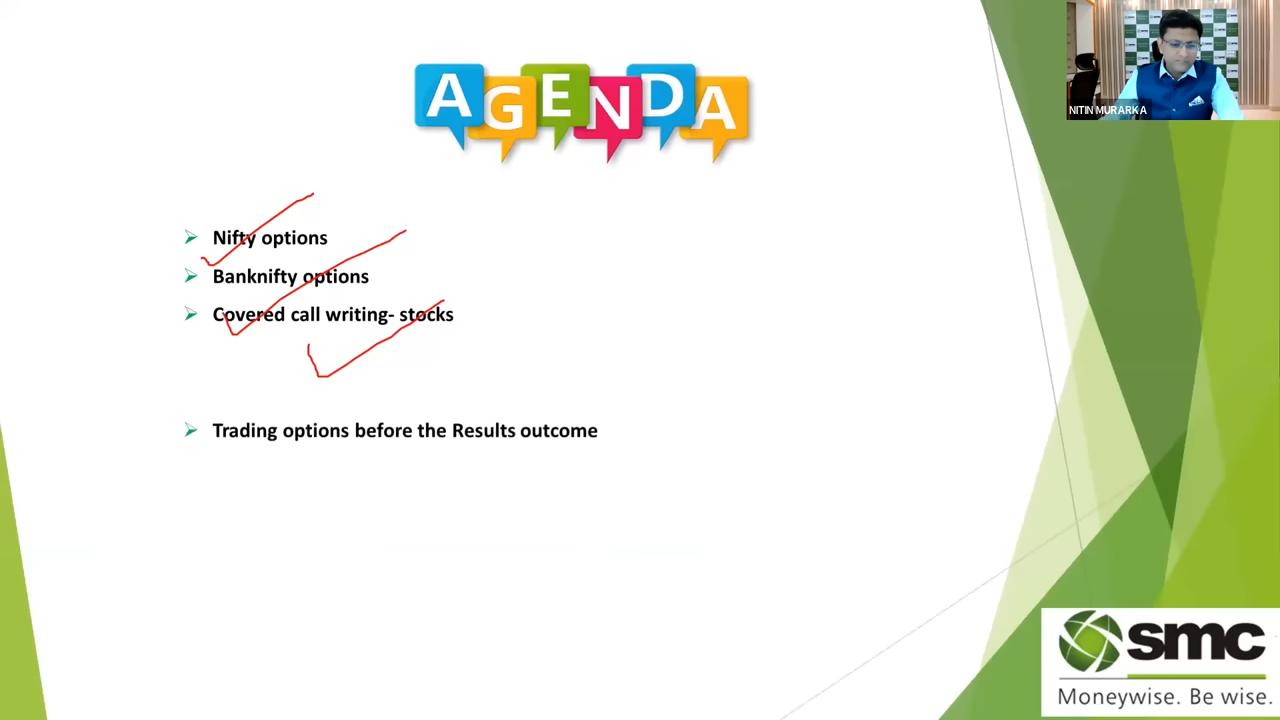 NITIN MURARKA
AGENDA
Nifty options
Banknifty options
Covered call writing- stocks
Trading options before the Results outcome
smc
Moneywise. Be wise.